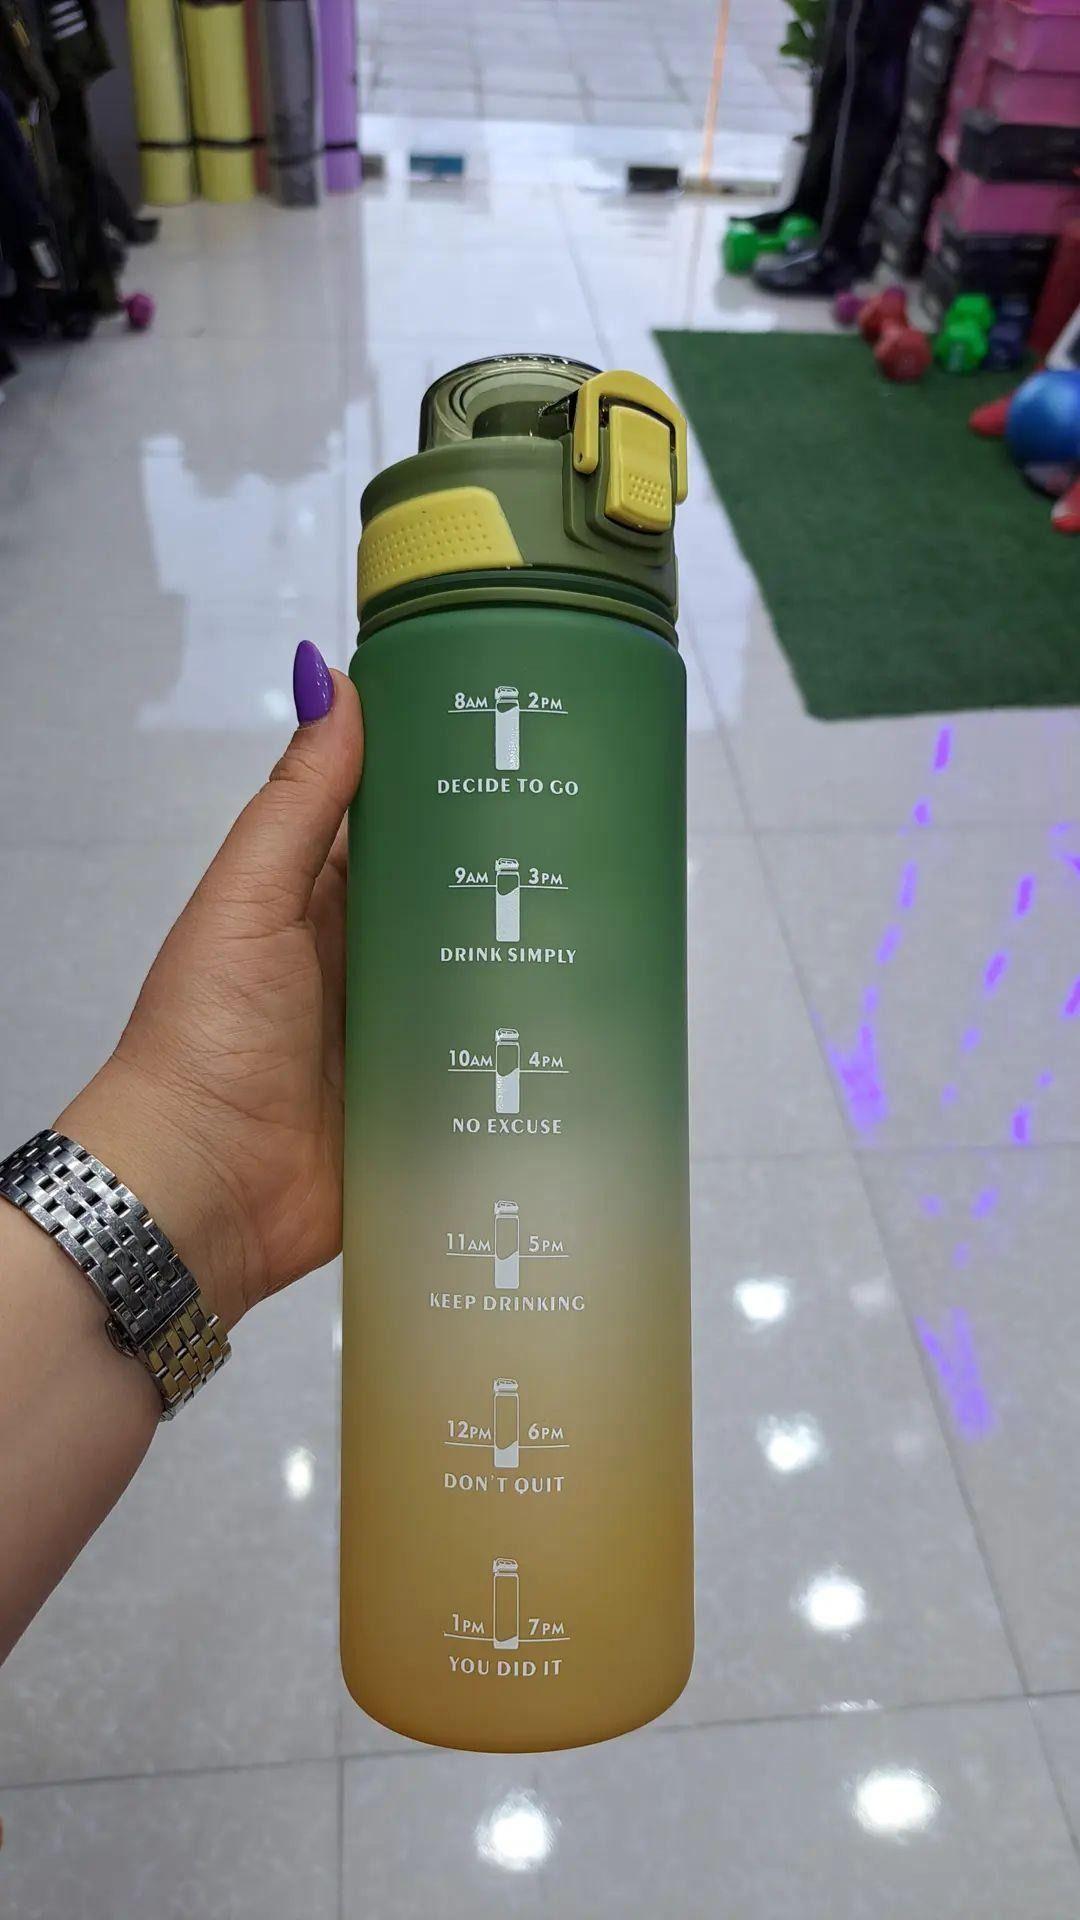 8AM 2PM
DECIDE TO GO
9AM 3PM
DRINK SIMPLY
10AM 4PM
NO EXCUSE
11AM 5PM
KEEP DRINKING
12PM 6PM
DON'T QUIT
1PM 7PM
YOU DID IT